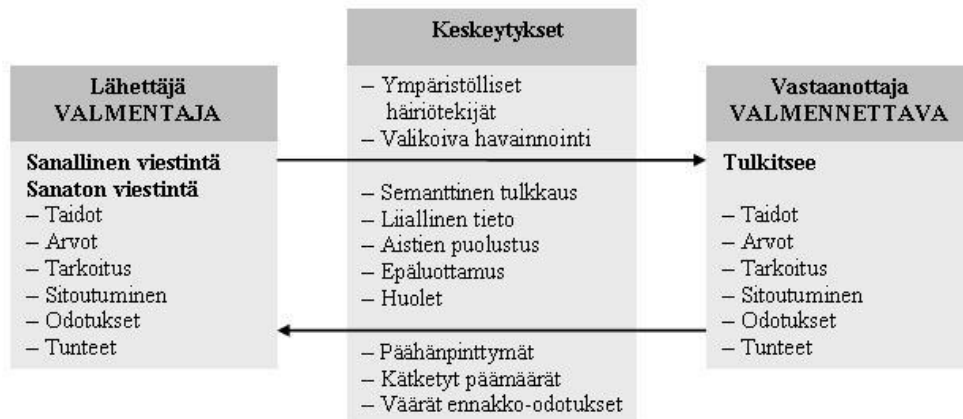 Lähettäjä
VALMENTAJA
Sanallinen viestintä
Sanaton viestintä
– Taidot
– Arvot
– Tarkoitus
– Sitoutuminen
– Odotukset
– Tunteet
Keskeytykset
– Ympäristölliset
häiriötekijät
– Valikoiva havainnointi
– Semanttinen tulkkaus
– Liiallinen tieto
– Aistien puolustus
– Epäluottamus
– Huolet
– Päähänpinttymät
– Kätketyt päämäärät
– Väärät ennakko-odotukset
Vastaanottaja
VALMENNETTAVA
Tulkitsee
– Taidot
– Arvot
– Tarkoitus
– Sitoutuminen
– Odotukset
– Tunteet